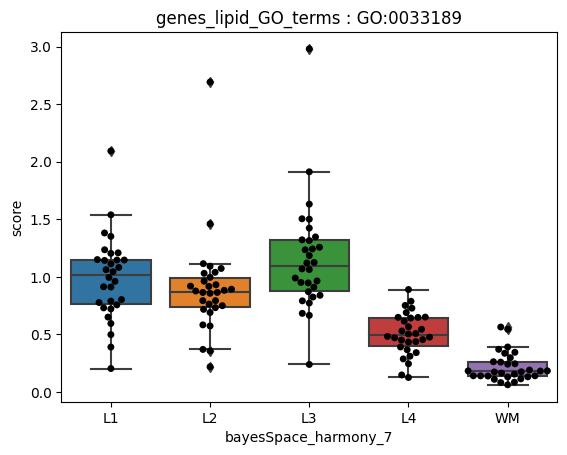 genes_lipid_GO_terms : GO:0033189
3.0
2.5
2.0
1.5
1.0
0.5
0.0
score
L1 L2 L3 L4 WM
bayesSpace_harmony_7